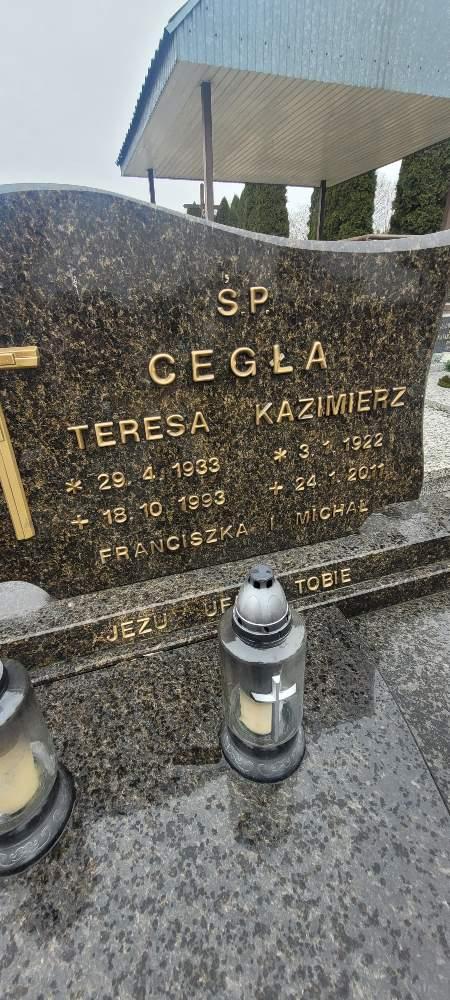 Ś.P.
CEGŁA
TERESA KAZIMIERZ
* 29. 4. 1933 * 3. 1. 1922
+ 18. 10. 1993 + 24. 1. 2011
FRANCISZKA I MICHAŁ
JEZU TOBIE